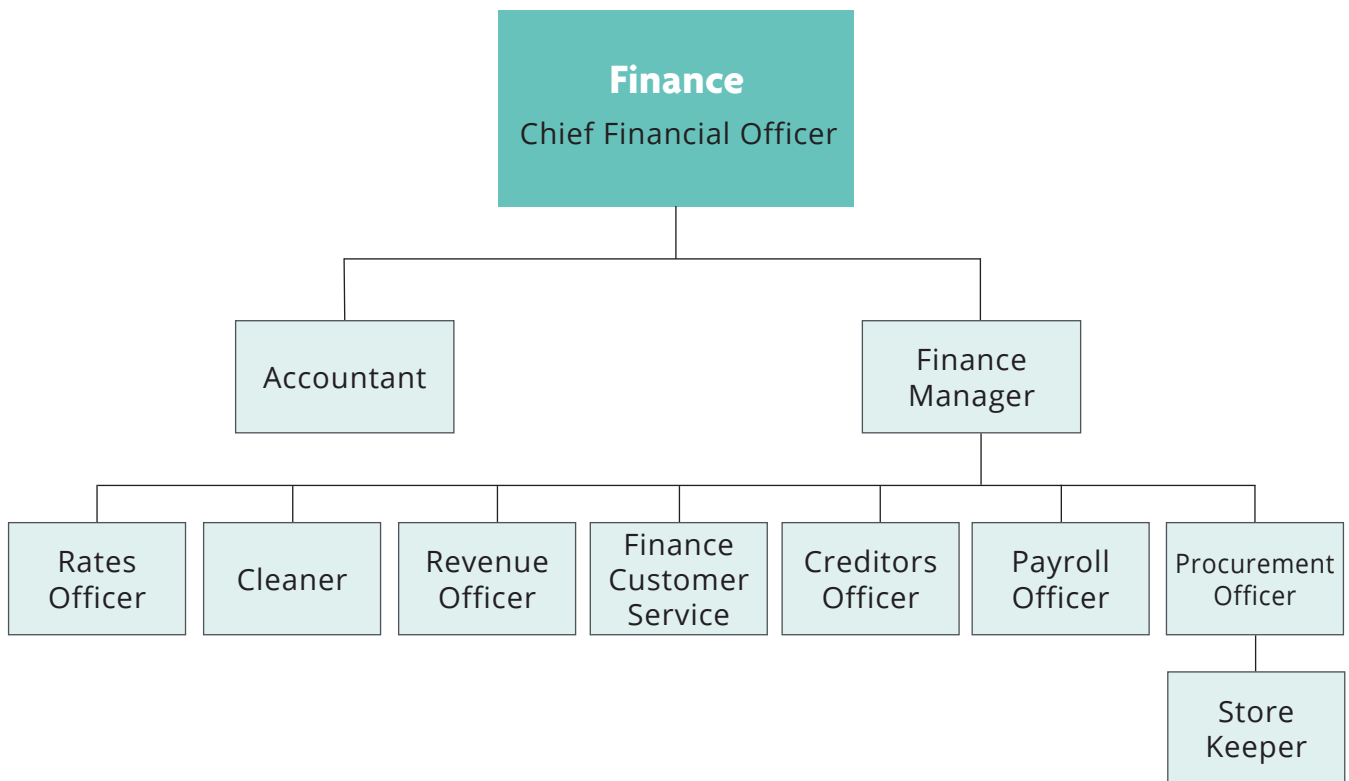 Finance
Chief Financial Officer
Accountant
Finance
Manager
Rates
Officer
Cleaner
Revenue
Officer
Finance
Customer
Service
Creditors
Officer
Payroll
Officer
Procurement
Officer
Store
Keeper